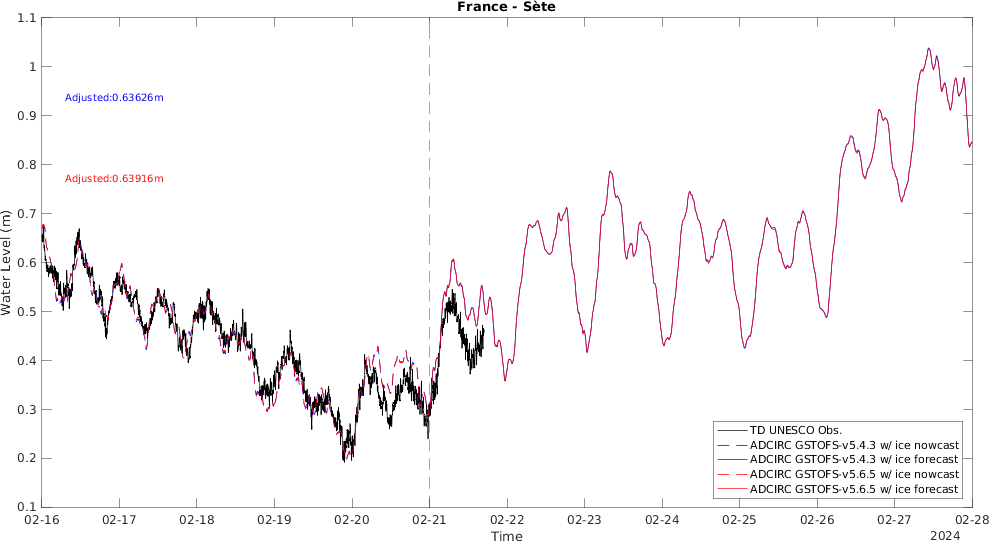 France - Sète
1.1
1
0.9
0.8
0.7
0.6
0.5
0.4
0.3
0.2
0.1
Water Level (m)
Adjusted:0.63626m
Adjusted:0.63916m
TD UNESCO Obs.
ADCIRC GSTOFS-v5.4.3 w/ ice nowcast
ADCIRC GSTOFS-v5.4.3 w/ ice forecast
ADCIRC GSTOFS-v5.6.5 w/ ice nowcast
ADCIRC GSTOFS-v5.6.5 w/ ice forecast
02-16 02-17 02-18 02-19 02-20 02-21 02-22 02-23 02-24 02-25 02-26 02-27 02-28
Time
2024